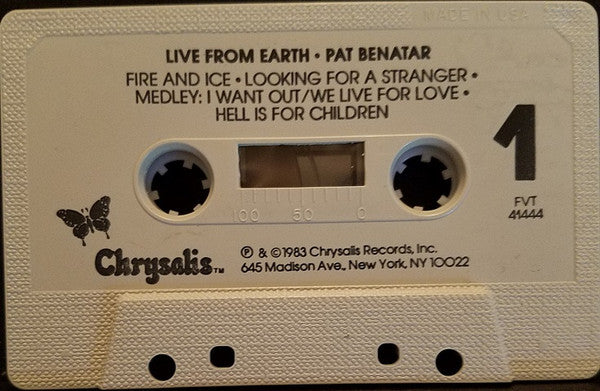 MADE IN USA
LIVE FROM EARTH • PAT BENATAR
FIRE AND ICE • LOOKING FOR A STRANGER •
MEDLEY: I WANT OUT/WE LIVE FOR LOVE •
HELL IS FOR CHILDREN
1
FVT
41444
100 50 0
Chrysalis™
℗ & ©1983 Chrysalis Records, Inc.
645 Madison Ave., New York, NY 10022